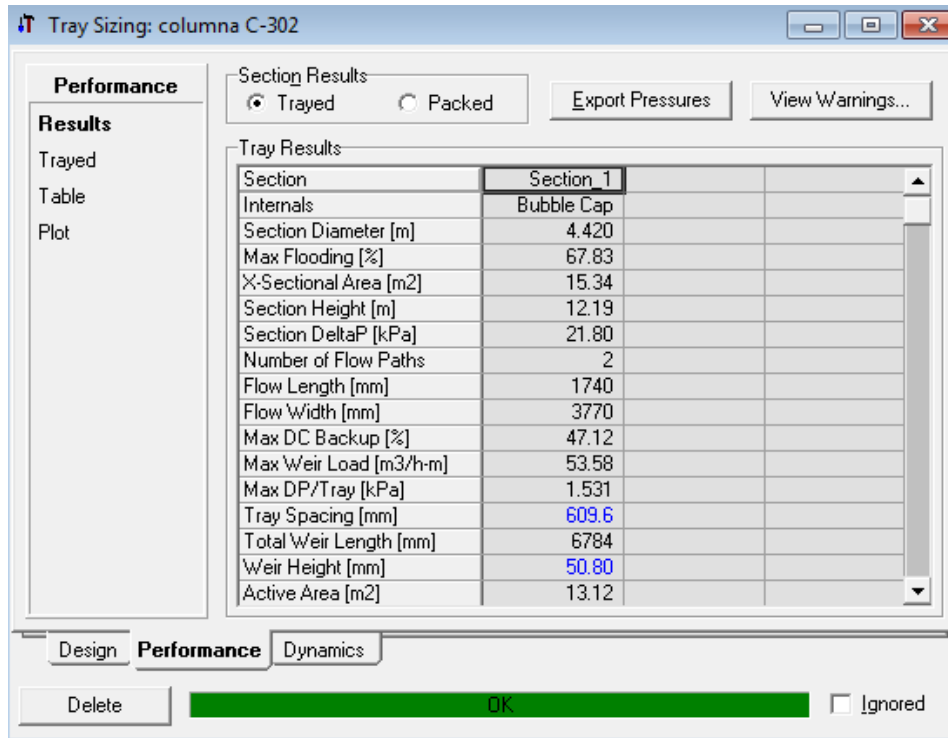 Tray Sizing: columna C-302
Performance
Results
Trayed
Table
Plot
Section Results
Trayed Packed
Export Pressures
View Warnings...
Tray Results
Section Section_1
Internals Bubble Cap
Section Diameter [m] 4.420
Max Flooding [%] 67.83
X-Sectional Area [m2] 15.34
Section Height [m] 12.19
Section DeltaP [kPa] 21.80
Number of Flow Paths 2
Flow Length [mm] 1740
Flow Width [mm] 3770
Max DC Backup [%] 47.12
Max Weir Load [m3/h-m] 53.58
Max DP/Tray [kPa] 1.531
Tray Spacing [mm] 609.6
Total Weir Length [mm] 6784
Weir Height [mm] 50.80
Active Area [m2] 13.12
Design Performance Dynamics
Delete OK Ignored